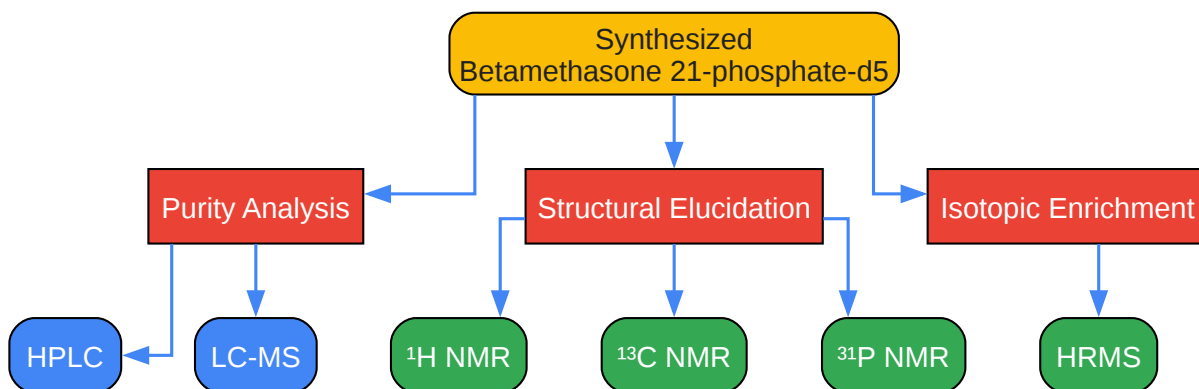 Synthesized
Betamethasone 21-phosphate-d5
Purity Analysis
Structural Elucidation
Isotopic Enrichment
HPLC
LC-MS
¹H NMR
¹³C NMR
³¹P NMR
HRMS